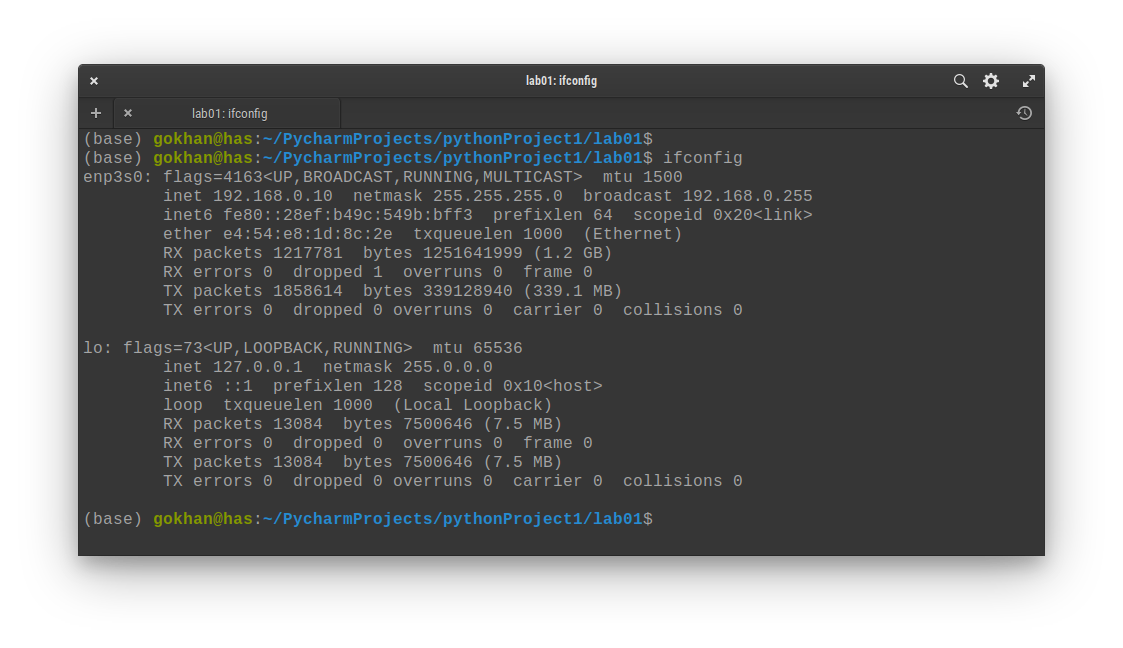 lab01: ifconfig
lab01: ifconfig
(base) gokhan@has:~/PycharmProjects/pythonProject1/lab01$
(base) gokhan@has:~/PycharmProjects/pythonProject1/lab01$ ifconfig
enp3s0: flags=4163<UP,BROADCAST,RUNNING,MULTICAST>  mtu 1500
        inet 192.168.0.10  netmask 255.255.255.0  broadcast 192.168.0.255
        inet6 fe80::28ef:b49c:549b:bff3  prefixlen 64  scopeid 0x20<link>
        ether e4:54:e8:1d:8c:2e  txqueuelen 1000  (Ethernet)
        RX packets 1217781  bytes 1251641999 (1.2 GB)
        RX errors 0  dropped 1  overruns 0  frame 0
        TX packets 1858614  bytes 339128940 (339.1 MB)
        TX errors 0  dropped 0 overruns 0  carrier 0  collisions 0
lo: flags=73<UP,LOOPBACK,RUNNING>  mtu 65536
        inet 127.0.0.1  netmask 255.0.0.0
        inet6 ::1  prefixlen 128  scopeid 0x10<host>
        loop  txqueuelen 1000  (Local Loopback)
        RX packets 13084  bytes 7500646 (7.5 MB)
        RX errors 0  dropped 0  overruns 0  frame 0
        TX packets 13084  bytes 7500646 (7.5 MB)
        TX errors 0  dropped 0 overruns 0  carrier 0  collisions 0
(base) gokhan@has:~/PycharmProjects/pythonProject1/lab01$